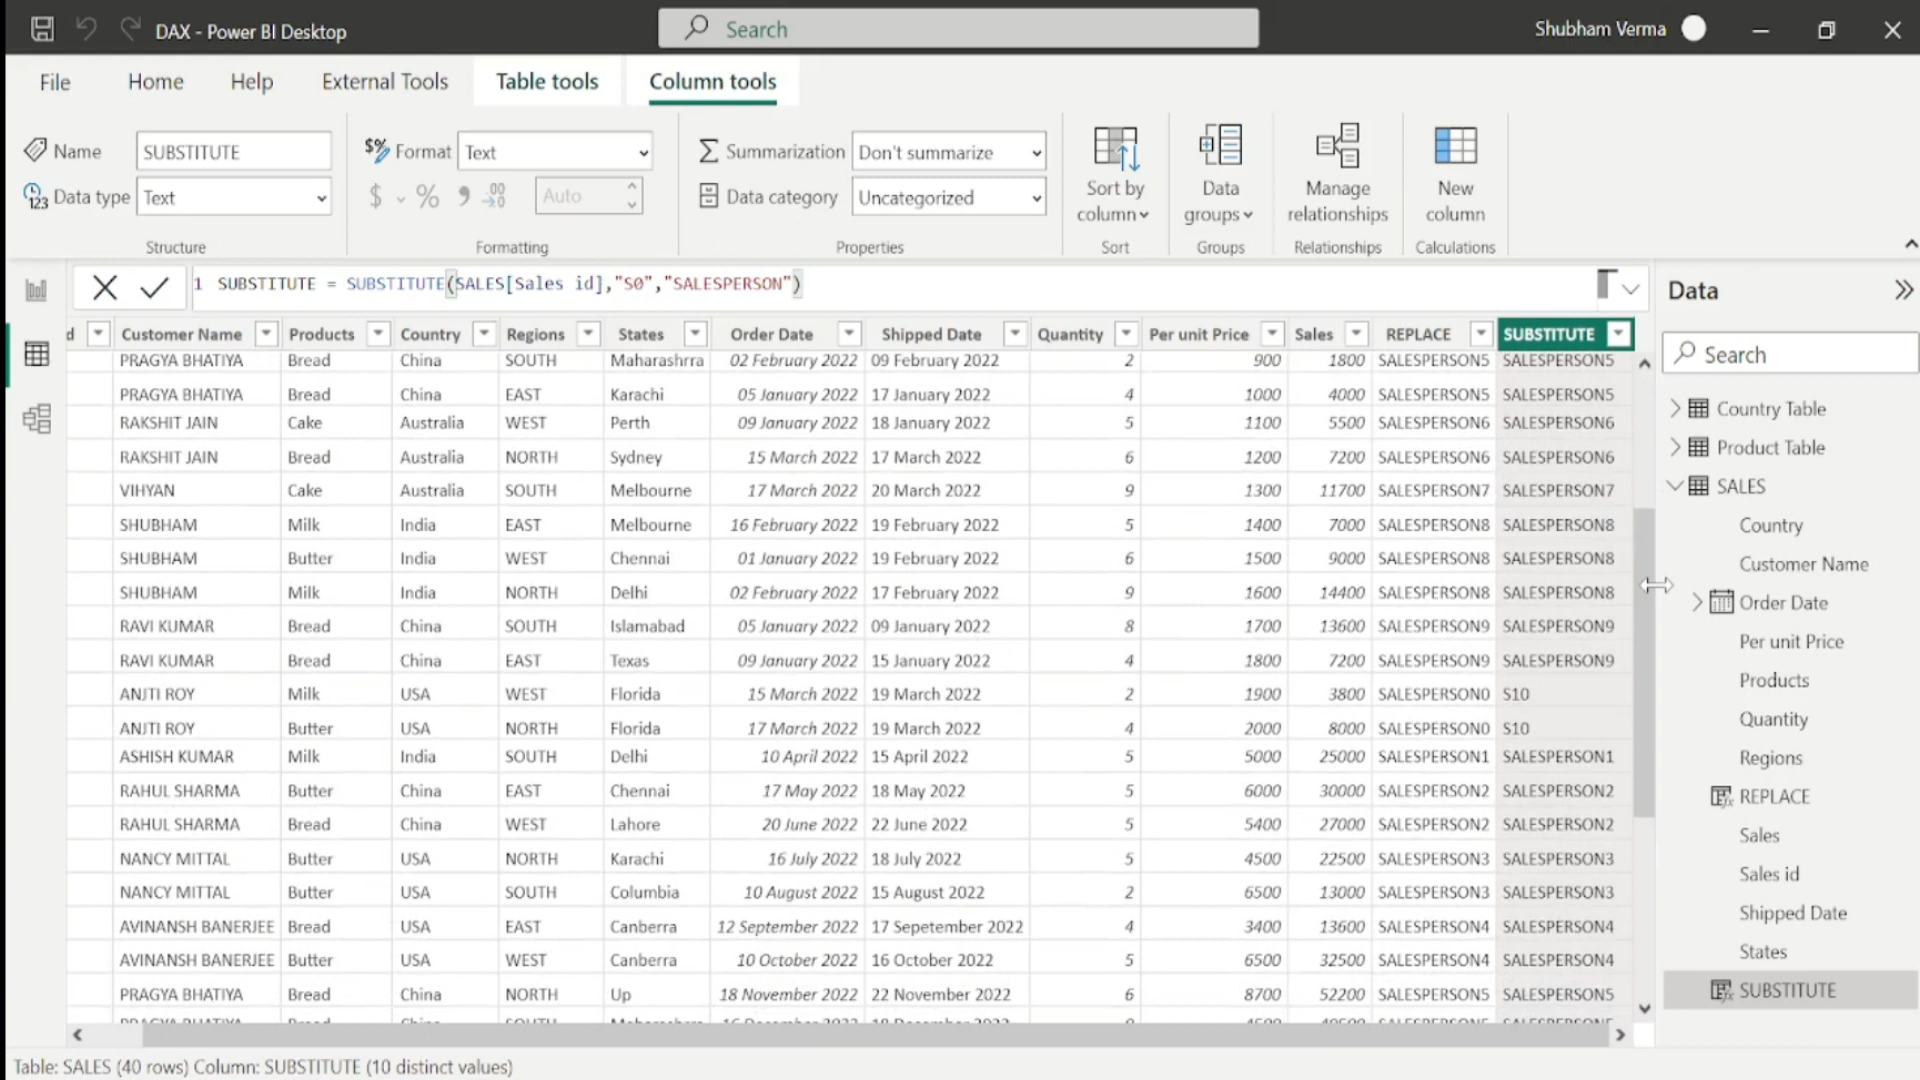 DAX - Power BI Desktop
Search
Shubham Verma
File Home Help External Tools Table tools Column tools
Name SUBSTITUTE
$% Format Text
Summarization Don't summarize
Data type Text
$ % 9 .00 Auto
Data category Uncategorized
Sort by column
Data groups
Manage relationships
New column
Structure Formatting Properties Sort Groups Relationships Calculations
1 SUBSTITUTE = SUBSTITUTE(SALES[Sales id],"S0","SALESPERSON")
d Customer Name Products Country Regions States Order Date Shipped Date Quantity Per unit Price Sales REPLACE SUBSTITUTE
PRAGYA BHATIYA Bread China SOUTH Maharashrra 02 February 2022 09 February 2022 2 900 1800 SALESPERSON5 SALESPERSON5
PRAGYA BHATIYA Bread China EAST Karachi 05 January 2022 17 January 2022 4 1000 4000 SALESPERSON5 SALESPERSON5
RAKSHIT JAIN Cake Australia WEST Perth 09 January 2022 18 January 2022 5 1100 5500 SALESPERSON6 SALESPERSON6
RAKSHIT JAIN Bread Australia NORTH Sydney 15 March 2022 17 March 2022 6 1200 7200 SALESPERSON6 SALESPERSON6
VIHYAN Cake Australia SOUTH Melbourne 17 March 2022 20 March 2022 9 1300 11700 SALESPERSON7 SALESPERSON7
SHUBHAM Milk India EAST Melbourne 16 February 2022 19 February 2022 5 1400 7000 SALESPERSON8 SALESPERSON8
SHUBHAM Butter India WEST Chennai 01 January 2022 19 February 2022 6 1500 9000 SALESPERSON8 SALESPERSON8
SHUBHAM Milk India NORTH Delhi 02 February 2022 17 February 2022 9 1600 14400 SALESPERSON8 SALESPERSON8
RAVI KUMAR Bread China SOUTH Islamabad 05 January 2022 09 January 2022 8 1700 13600 SALESPERSON9 SALESPERSON9
RAVI KUMAR Bread China EAST Texas 09 January 2022 15 January 2022 4 1800 7200 SALESPERSON9 SALESPERSON9
ANJTI ROY Milk USA WEST Florida 15 March 2022 19 March 2022 2 1900 3800 SALESPERSON0 S10
ANJTI ROY Butter USA NORTH Florida 17 March 2022 19 March 2022 4 2000 8000 SALESPERSON0 S10
ASHISH KUMAR Milk India SOUTH Delhi 10 April 2022 15 April 2022 5 5000 25000 SALESPERSON1 SALESPERSON1
RAHUL SHARMA Butter China EAST Chennai 17 May 2022 18 May 2022 5 6000 30000 SALESPERSON2 SALESPERSON2
RAHUL SHARMA Bread China WEST Lahore 20 June 2022 22 June 2022 5 5400 27000 SALESPERSON2 SALESPERSON2
NANCY MITTAL Butter USA NORTH Karachi 16 July 2022 18 July 2022 5 4500 22500 SALESPERSON3 SALESPERSON3
NANCY MITTAL Butter USA SOUTH Columbia 10 August 2022 15 August 2022 2 6500 13000 SALESPERSON3 SALESPERSON3
AVINANSH BANERJEE Bread USA EAST Canberra 12 September 2022 17 Sepetember 2022 4 3400 13600 SALESPERSON4 SALESPERSON4
AVINANSH BANERJEE Butter USA WEST Canberra 10 October 2022 16 October 2022 5 6500 32500 SALESPERSON4 SALESPERSON4
PRAGYA BHATIYA Bread China NORTH Up 18 November 2022 22 November 2022 6 8700 52200 SALESPERSON5 SALESPERSON5
Data
Search
Country Table
Product Table
SALES
Country
Customer Name
Order Date
Per unit Price
Products
Quantity
Regions
REPLACE
Sales
Sales id
Shipped Date
States
SUBSTITUTE
Table: SALES (40 rows) Column: SUBSTITUTE (10 distinct values)